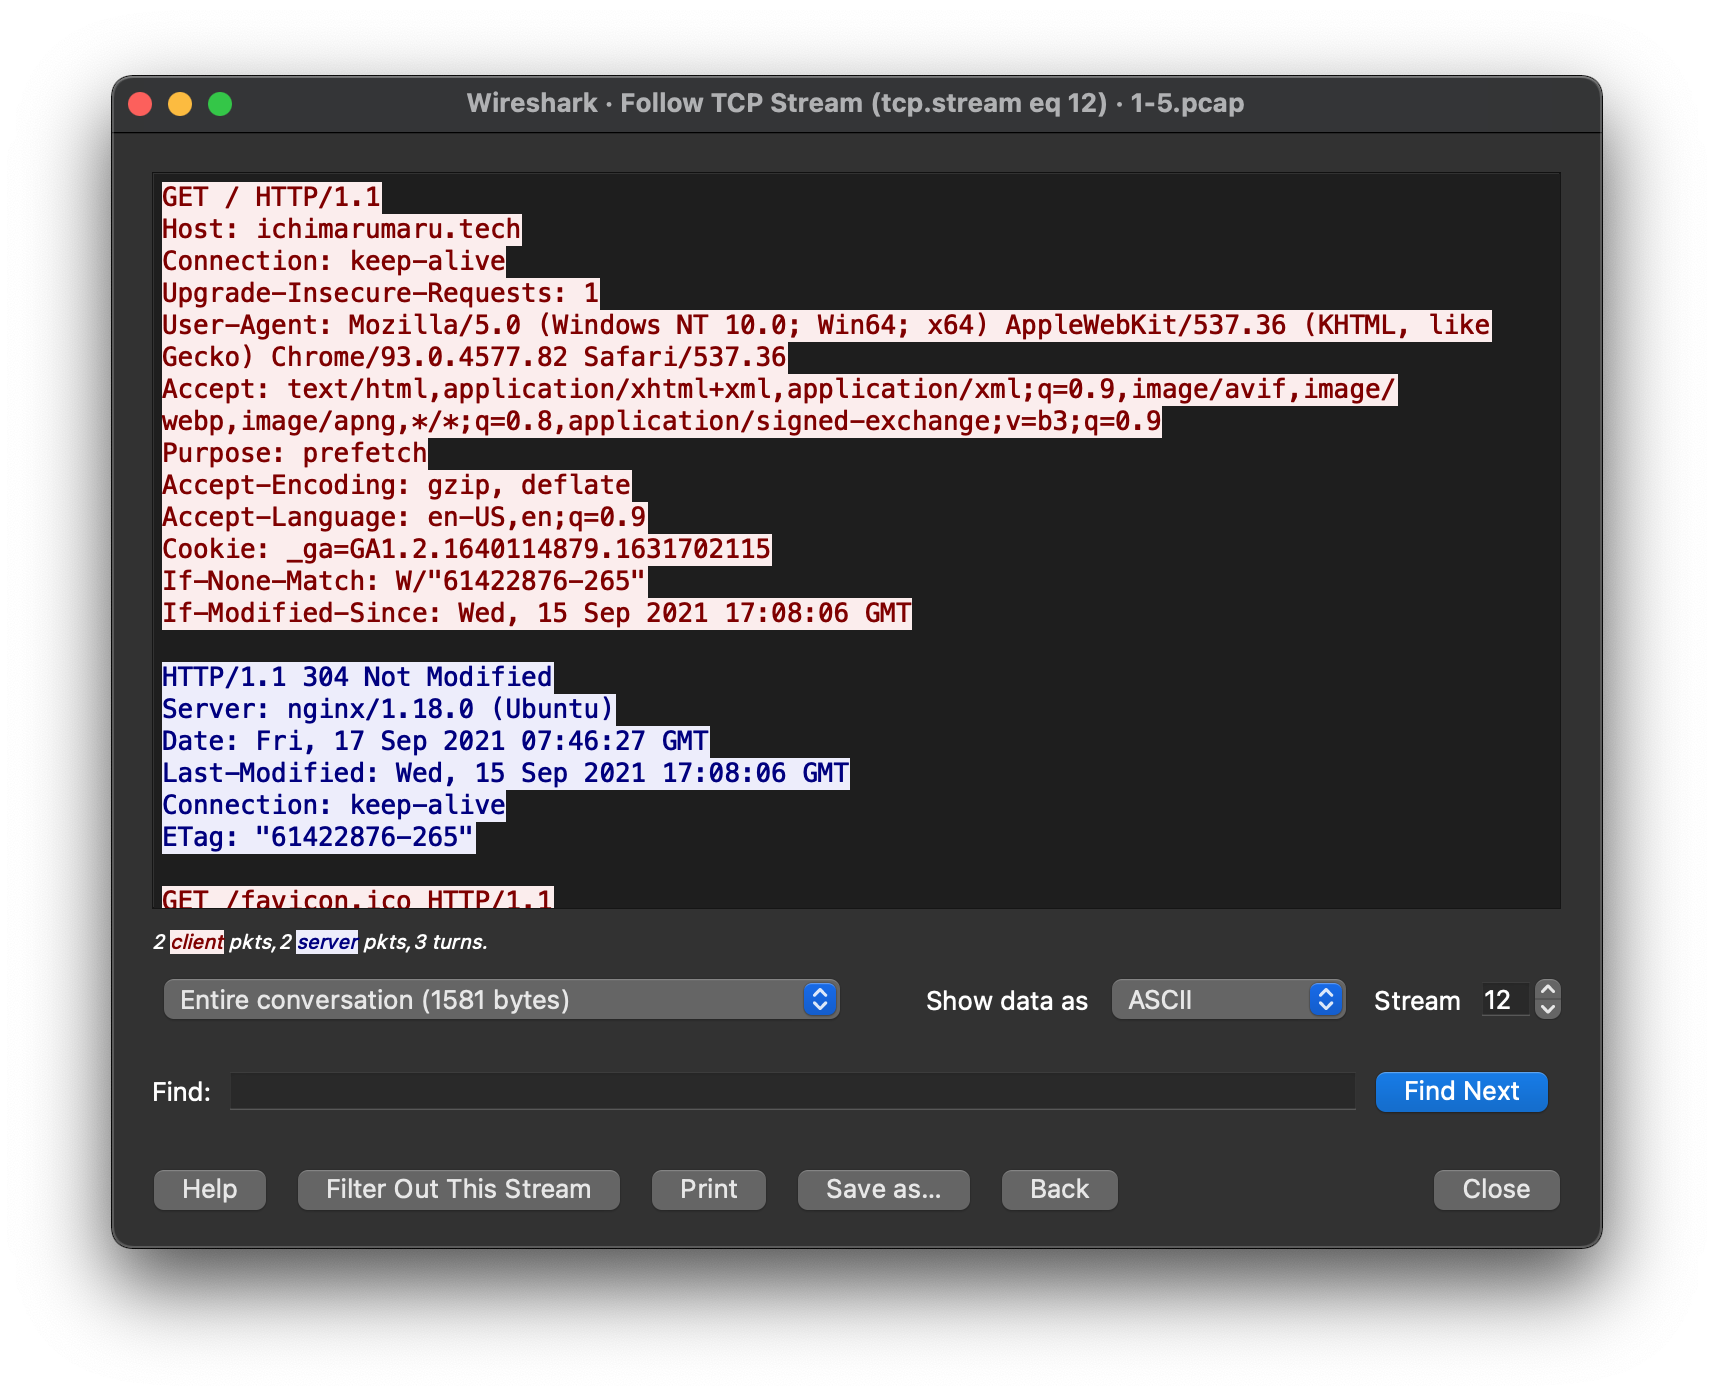 Wireshark · Follow TCP Stream (tcp.stream eq 12) · 1-5.pcap
GET / HTTP/1.1
Host: ichimarumaru.tech
Connection: keep-alive
Upgrade-Insecure-Requests: 1
User-Agent: Mozilla/5.0 (Windows NT 10.0; Win64; x64) AppleWebKit/537.36 (KHTML, like
Gecko) Chrome/93.0.4577.82 Safari/537.36
Accept: text/html,application/xhtml+xml,application/xml;q=0.9,image/avif,image/
webp,image/apng,*/*;q=0.8,application/signed-exchange;v=b3;q=0.9
Purpose: prefetch
Accept-Encoding: gzip, deflate
Accept-Language: en-US,en;q=0.9
Cookie: _ga=GA1.2.1640114879.1631702115
If-None-Match: W/"61422876-265"
If-Modified-Since: Wed, 15 Sep 2021 17:08:06 GMT
HTTP/1.1 304 Not Modified
Server: nginx/1.18.0 (Ubuntu)
Date: Fri, 17 Sep 2021 07:46:27 GMT
Last-Modified: Wed, 15 Sep 2021 17:08:06 GMT
Connection: keep-alive
ETag: "61422876-265"
GET /favicon.ico HTTP/1.1
2 client pkts, 2 server pkts, 3 turns.
Entire conversation (1581 bytes) Show data as ASCII Stream 12
Find: Find Next
Help Filter Out This Stream Print Save as... Back Close